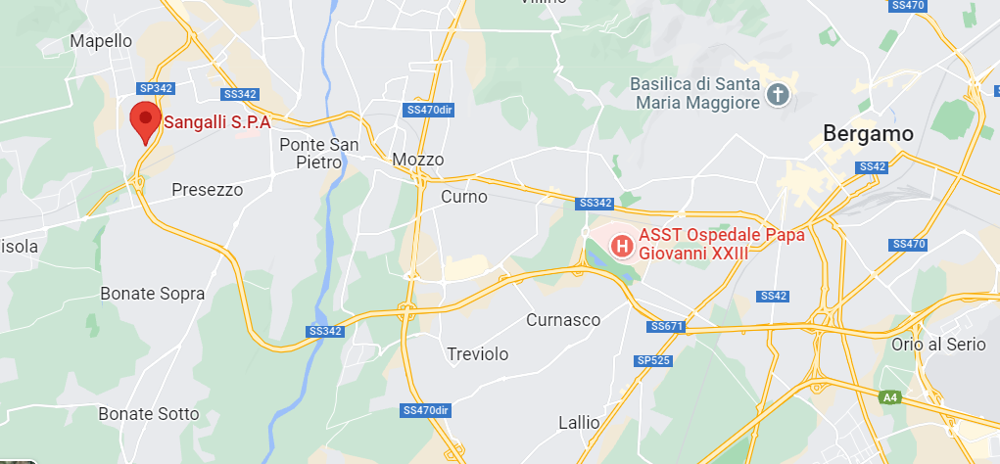 Mapello
SS470
SP342
SS342
Basilica di Santa
Maria Maggiore
SS470dir
Sangalli S.P.A
Bergamo
Ponte San
Pietro
Mozzo
SS42
Presezzo
Curno
SS342
ASST Ospedale Papa
Giovanni XXIII
H
SS470
isola
Bonate Sopra
SS42
Curnasco
SS671
SS342
Orio al Serio
Treviolo
SP525
A4
SS470dir
Bonate Sotto
Lallio